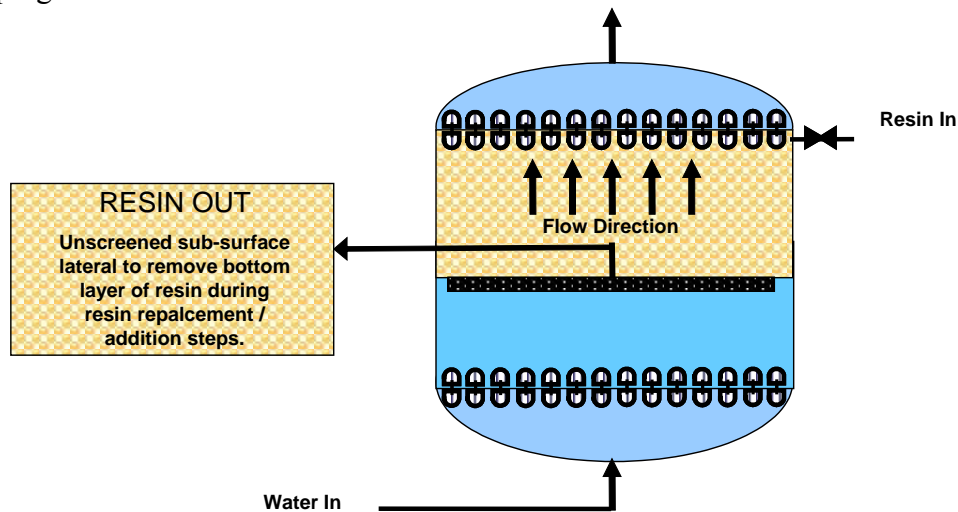 Resin In
RESIN OUT
Unscreened sub-surface
lateral to remove bottom
layer of resin during
resin repalcement /
addition steps.
Flow Direction
Water In